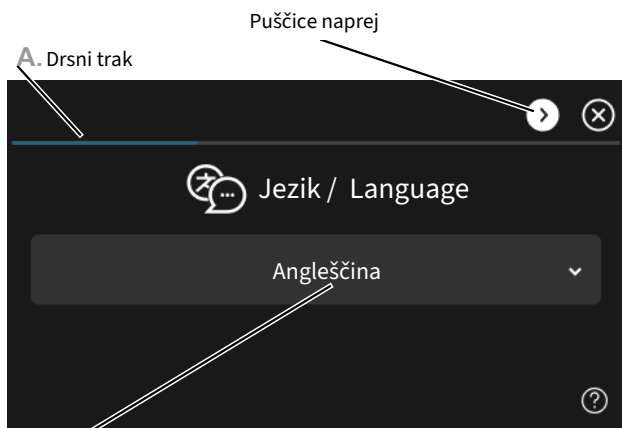 Puščice naprej
A. Drsni trak
Jezik / Language
Angleščina